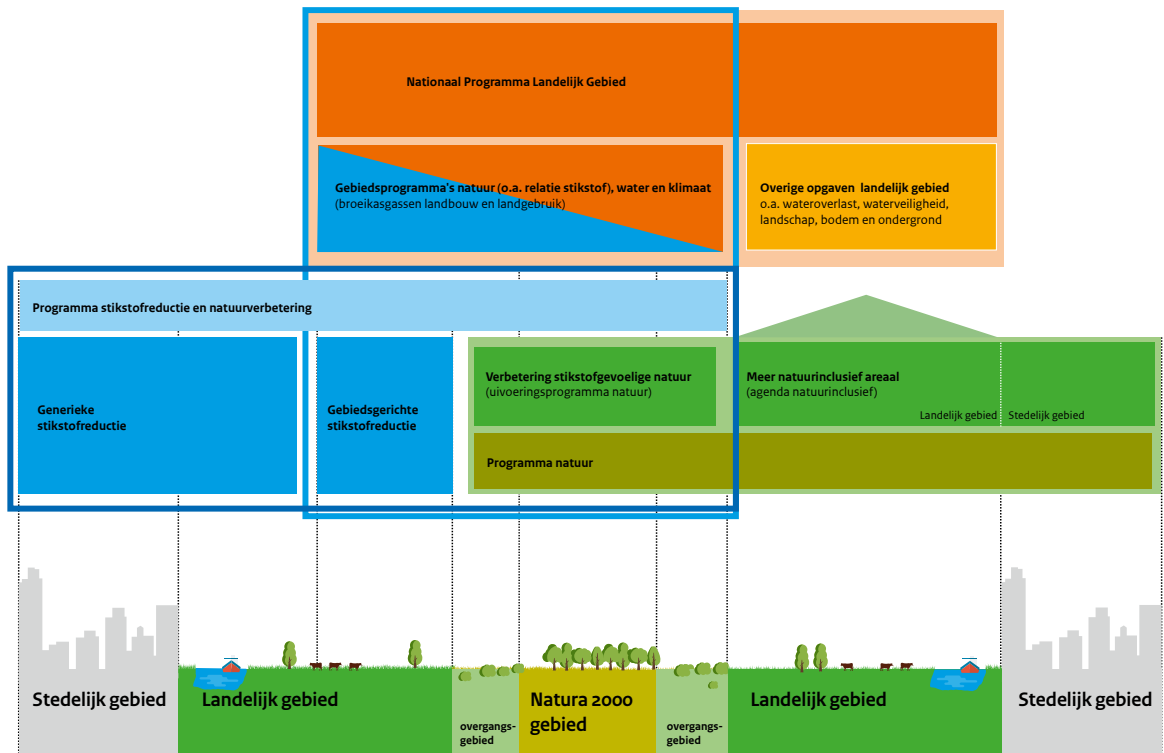 Nationaal Programma Landelijk Gebied
Gebiedsprogramma's natuur (o.a. relatie stikstof), water en klimaat
(broeikasgassen landbouw en landgebruik)
Overige opgaven landelijk gebied
o.a. wateroverlast, waterveiligheid,
landschap, bodem en ondergrond
Programma stikstofreductie en natuurverbetering
Generieke
stikstofreductie
Gebiedsgerichte
stikstofreductie
Verbetering stikstofgevoelige natuur
(uivoeringsprogramma natuur)
Meer natuurinclusief areaal
(agenda natuurinclusief)
Landelijk gebied
Stedelijk gebied
Programma natuur
Stedelijk gebied
Landelijk gebied
overgangs-
gebied
Natura 2000
gebied
overgangs-
gebied
Landelijk gebied
Stedelijk gebied